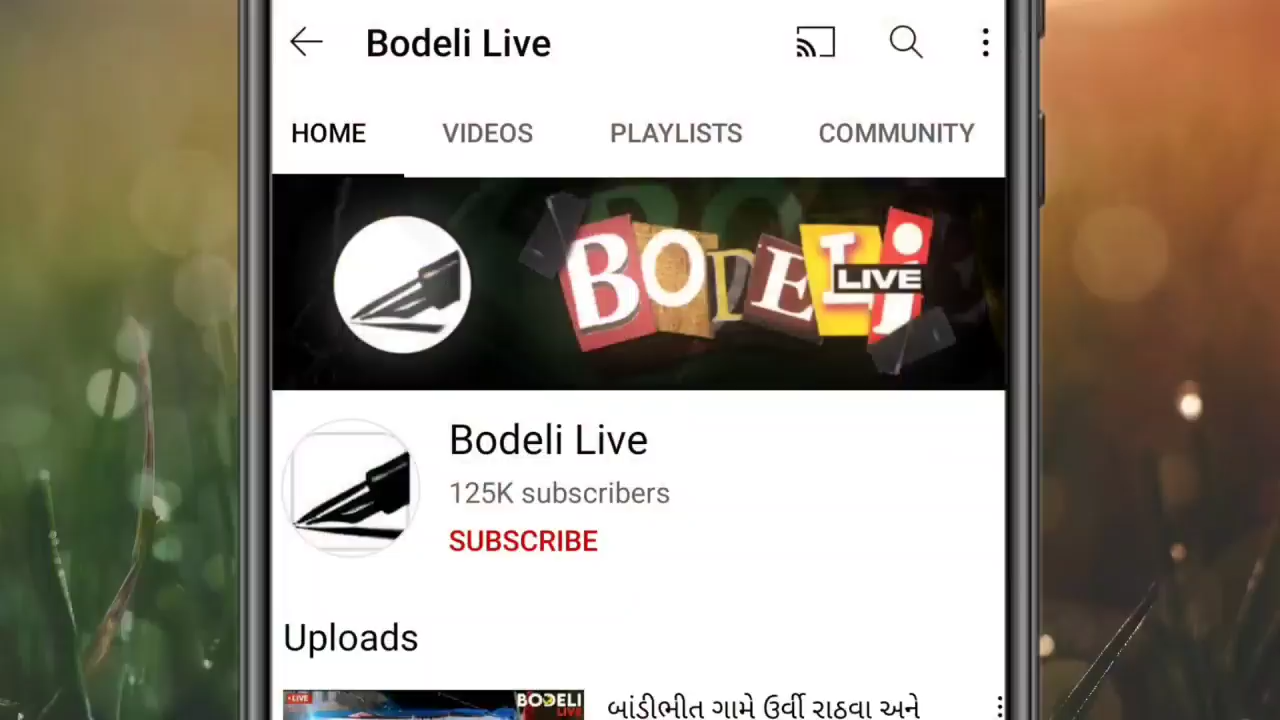 Bodeli Live
HOME VIDEOS PLAYLISTS COMMUNITY
BODELi
LIVE
Bodeli Live
125K subscribers
SUBSCRIBE
Uploads
LIVE
BODELI
LIVE
બાંડીભીત ગામે ઉર્વી રાઠવા અને